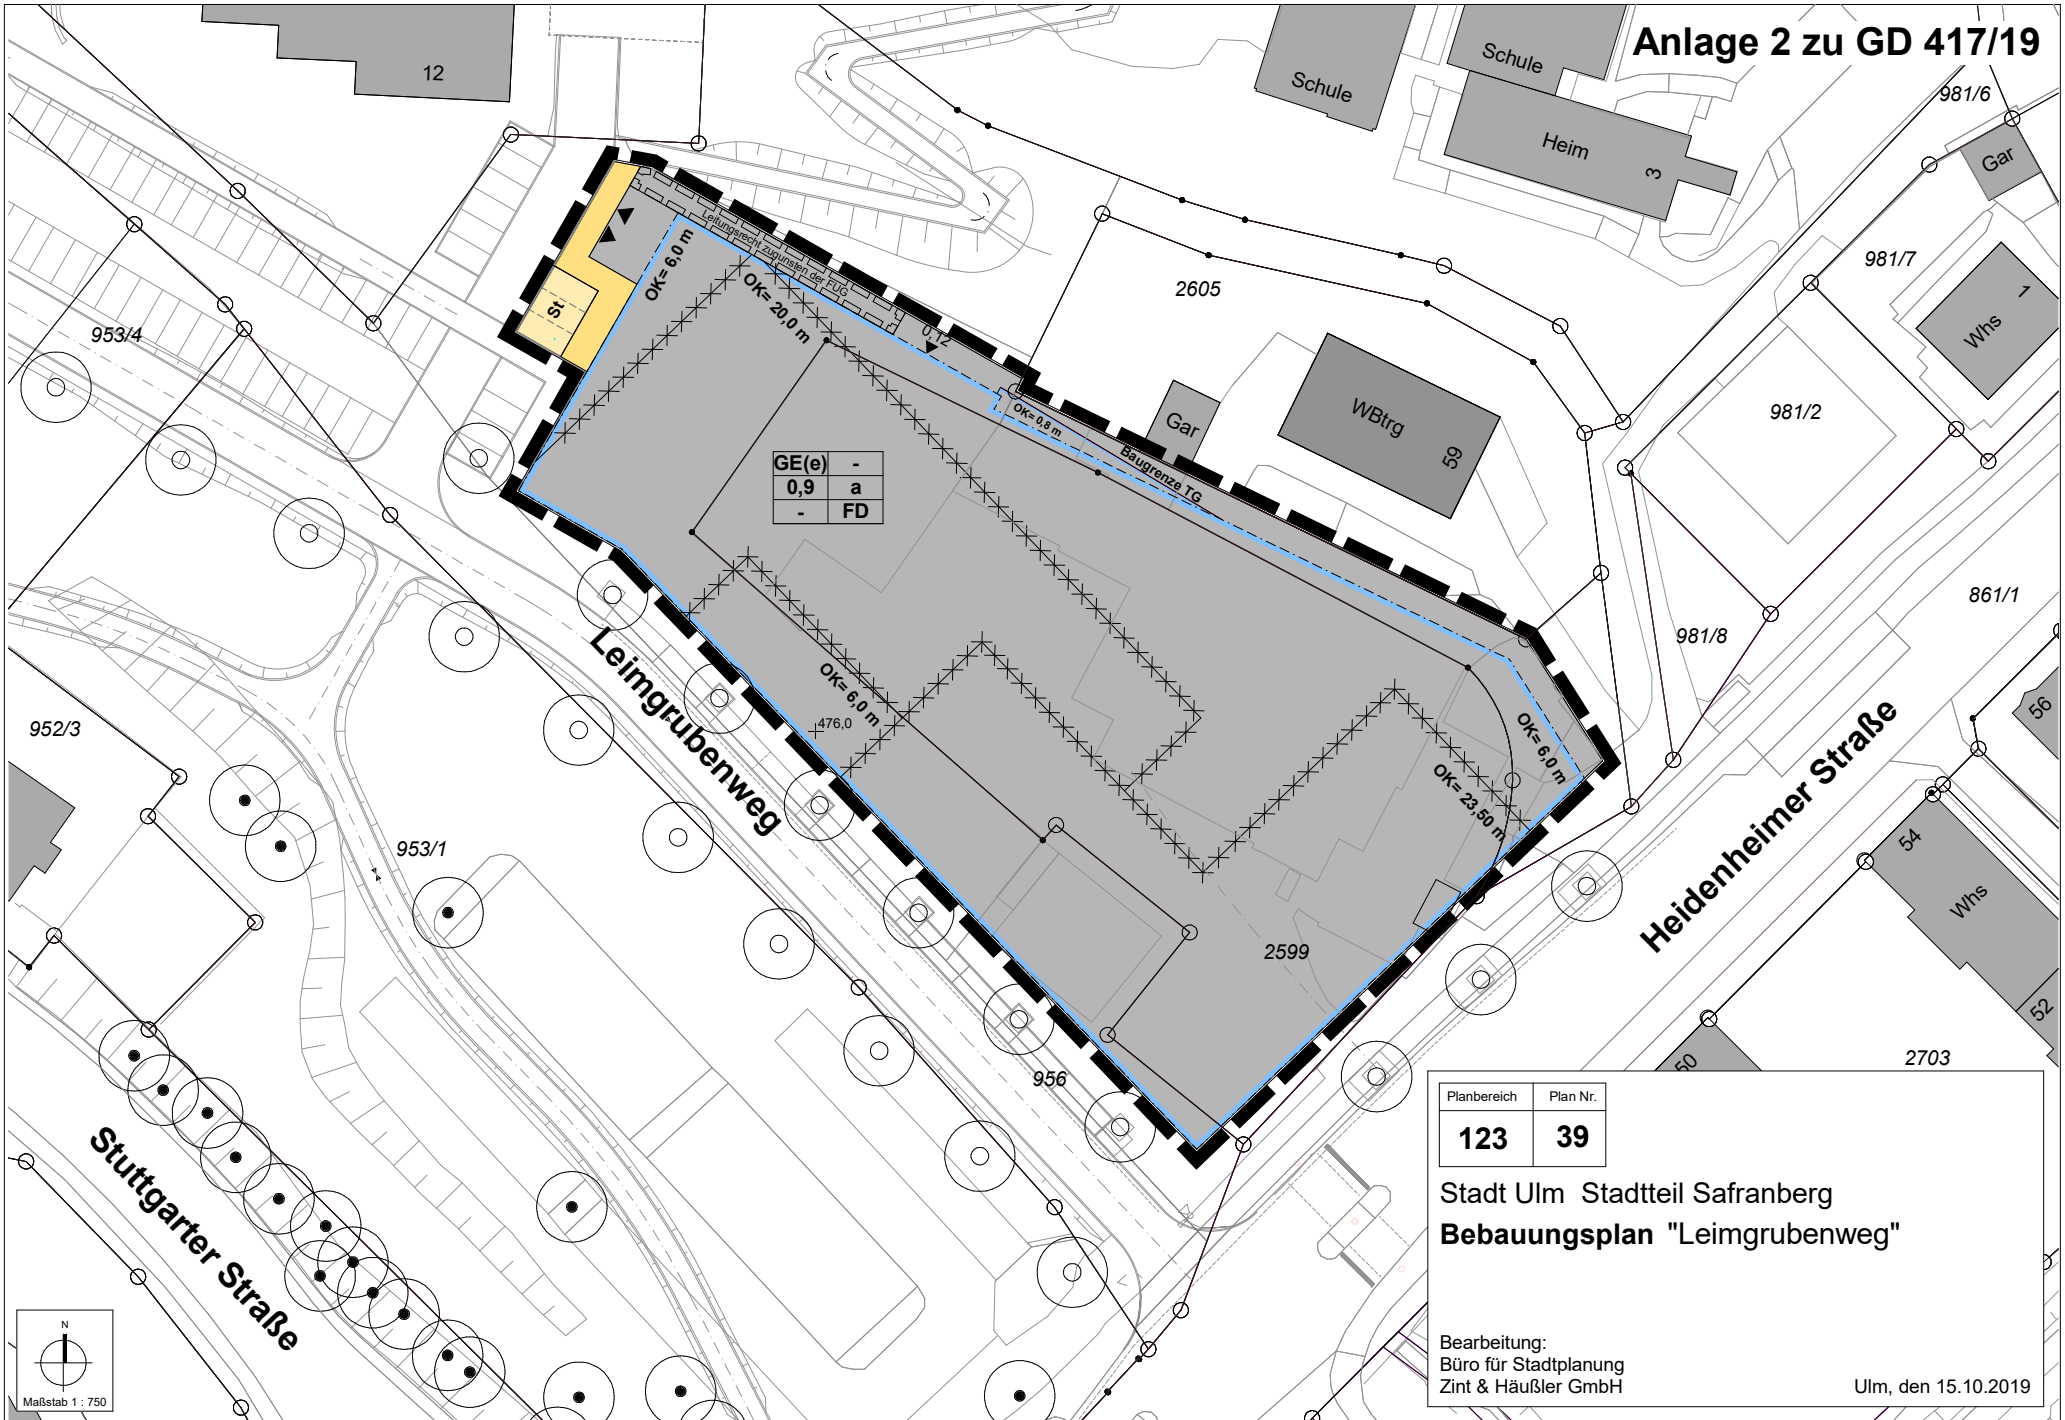 Anlage 2 zu GD 417/19
12
Schule
Schule
Heim
3
981/6
Gar
981/7
1
Whs
981/2
2605
953/4
St
Leitungsrecht zugunsten der FUG
OK= 6,0 m
OK= 20,0 m
0,12
OK= 0,8 m
Baugrenze TG
Gar
WBtrg
59
GE(e) -
0,9 a
- FD
861/1
981/8
Leimgrubenweg
OK= 6,0 m
476,0
OK= 6,0 m
OK= 23,50 m
952/3
953/1
Heidenheimer Straße
56
54
Whs
52
50
2599
2703
956
Stuttgarter Straße
Planbereich Plan Nr.
123 39
Stadt Ulm Stadtteil Safranberg
Bebauungsplan "Leimgrubenweg"
Bearbeitung:
Büro für Stadtplanung
Zint & Häußler GmbH
Ulm, den 15.10.2019
N
Maßstab 1 : 750